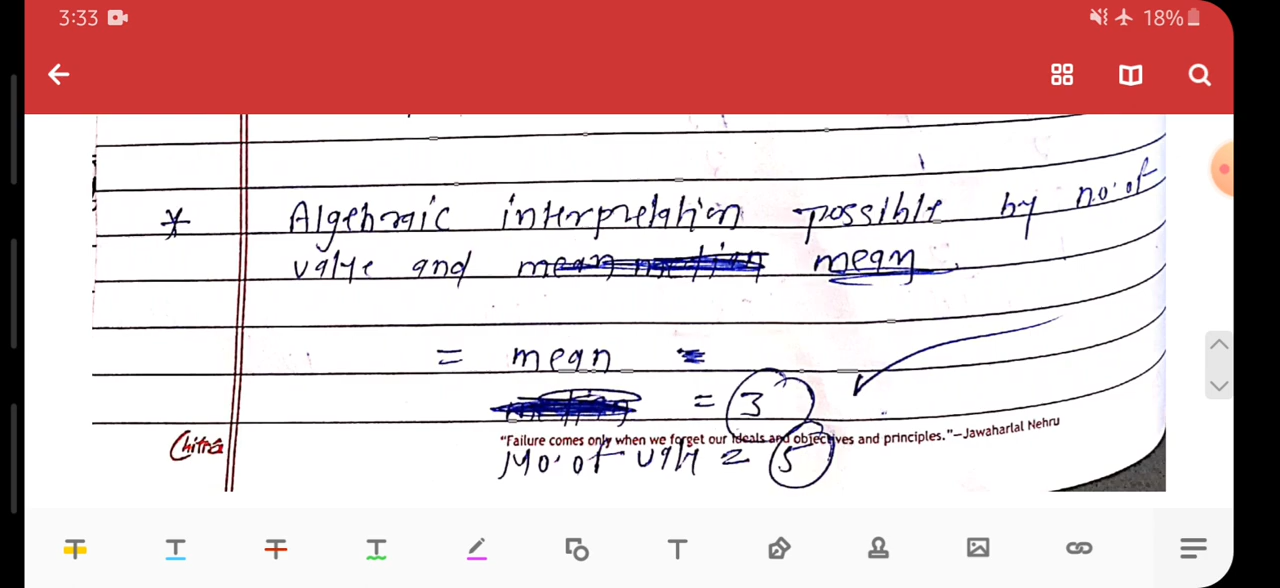 3:33 18%
* Algebraic interpretation possible by no. of
value and mean
= mean =
= 3
"Failure comes only when we forget our ideals and objectives and principles."—Jawaharlal Nehru
Chitra
No. of value = 5
T T T T T